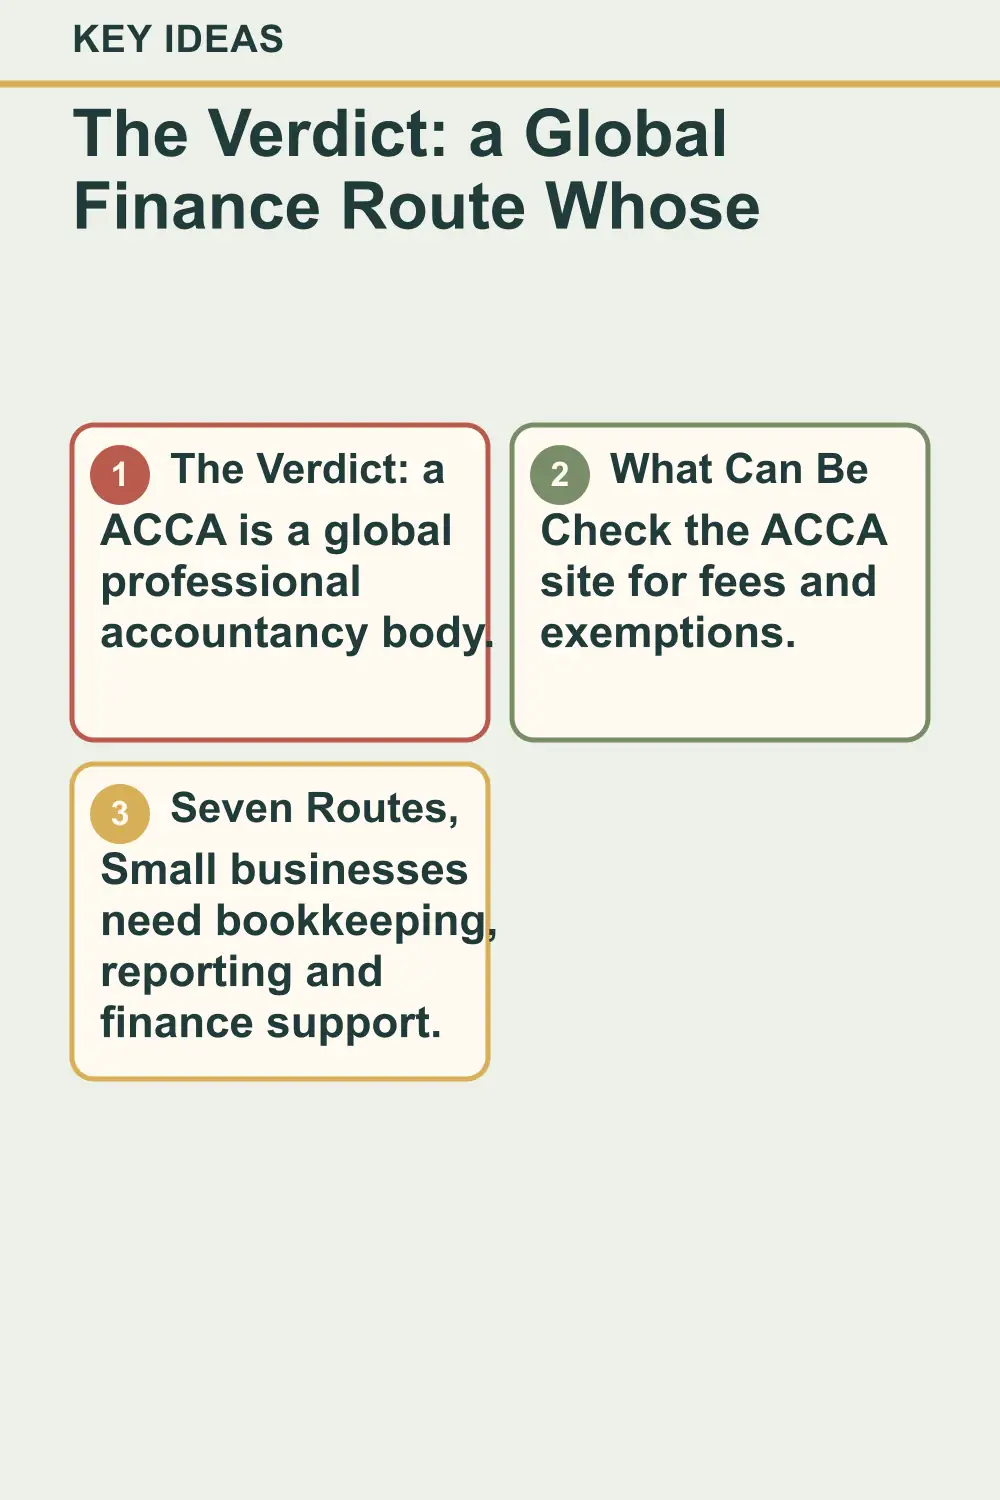 KEY IDEAS
The Verdict: a Global
Finance Route Whose
1 The Verdict: a
ACCA is a global
professional
accountancy body.
2 What Can Be
Check the ACCA
site for fees and
exemptions.
3 Seven Routes,
Small businesses
need bookkeeping,
reporting and
finance support.